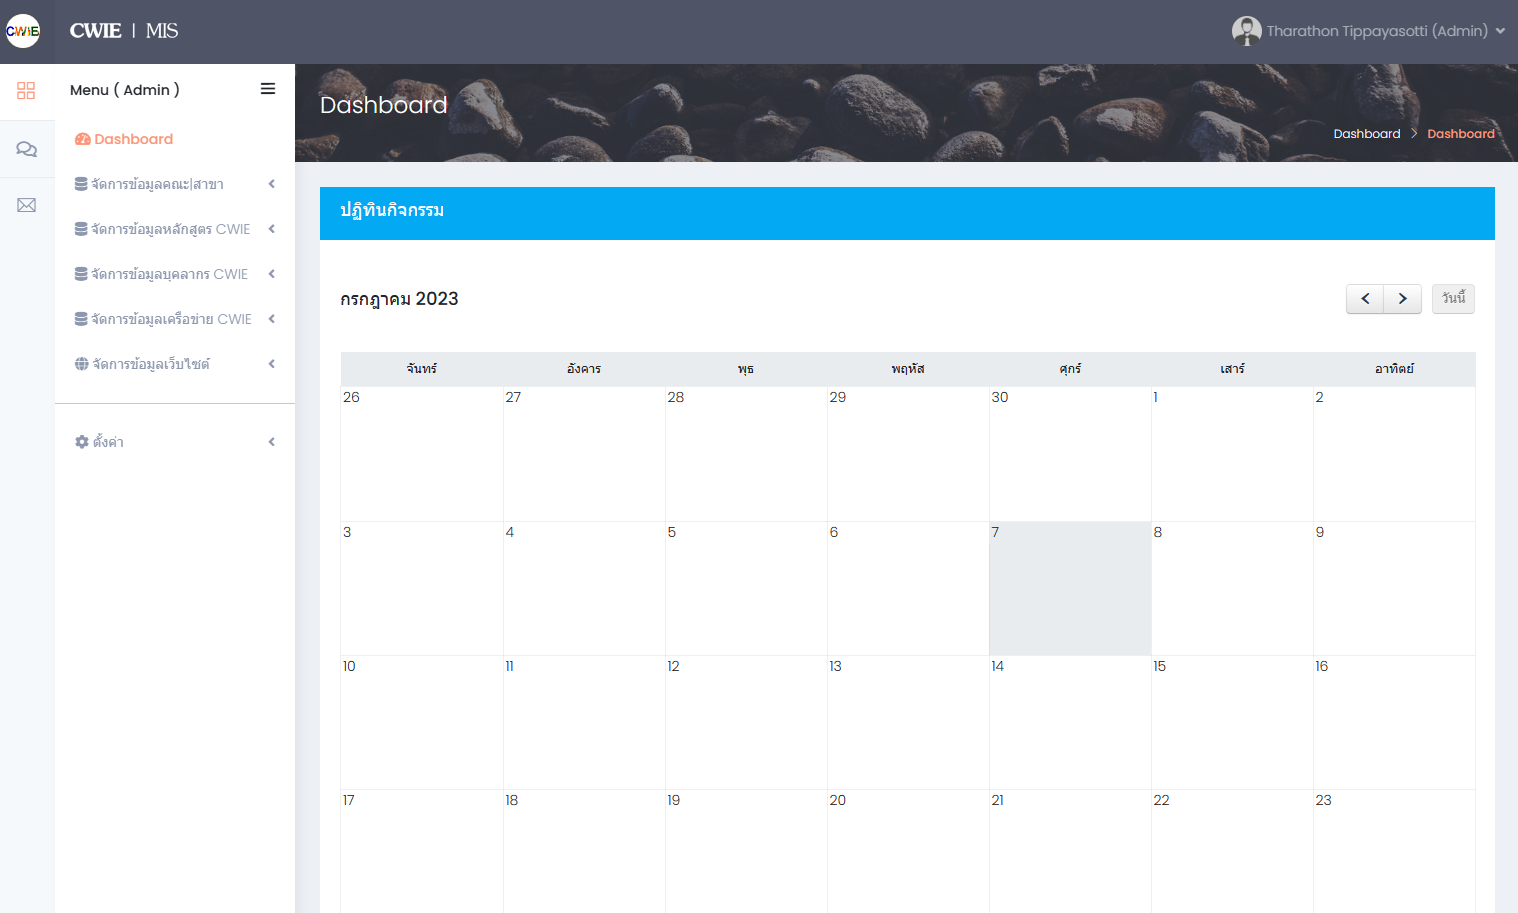 CWIE
CWIE | MIS
Tharathon Tippayasotti (Admin)
Menu ( Admin )
Dashboard
จัดการข้อมูลคณะ|สาขา
จัดการข้อมูลหลักสูตร CWIE
จัดการข้อมูลบุคลากร CWIE
จัดการข้อมูลเครือข่าย CWIE
จัดการข้อมูลเว็บไซต์
ตั้งค่า
Dashboard
Dashboard > Dashboard
ปฏิทินกิจกรรม
กรกฎาคม 2023
วันนี้
จันทร์ อังคาร พุธ พฤหัส ศุกร์ เสาร์ อาทิตย์
26 27 28 29 30 1 2
3 4 5 6 7 8 9
10 11 12 13 14 15 16
17 18 19 20 21 22 23